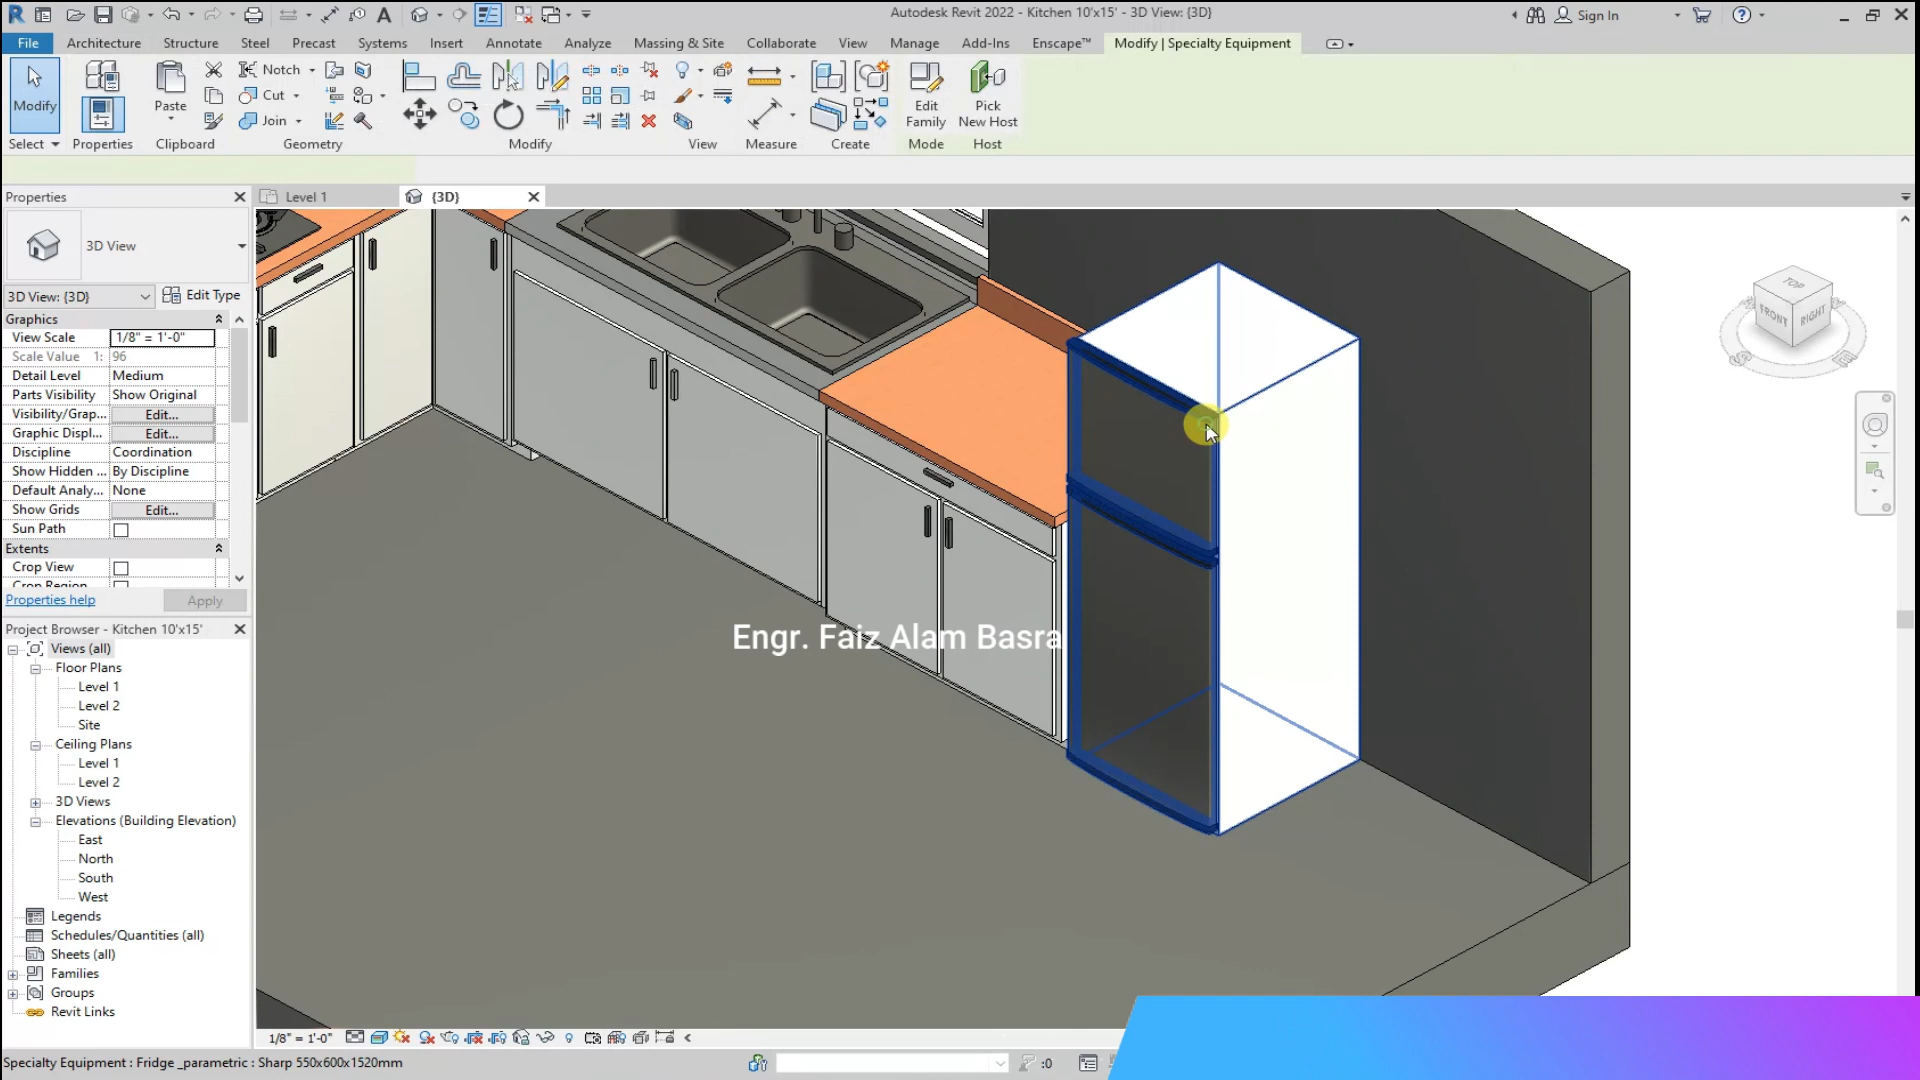 Autodesk Revit 2022 - Kitchen 10'x15' - 3D View: {3D}
Sign In
File Architecture Structure Steel Precast Systems Insert Annotate Analyze Massing & Site Collaborate View Manage Add-Ins Enscape™ Modify | Specialty Equipment
Modify
Paste
Notch
Cut
Join
Edit Family
Pick New Host
Select Properties Clipboard Geometry Modify View Measure Create Mode Host
Properties
Level 1
{3D}
3D View
3D View: {3D}
Edit Type
Graphics
View Scale 1/8" = 1'-0"
Scale Value 1: 96
Detail Level Medium
Parts Visibility Show Original
Visibility/Grap... Edit...
Graphic Displ... Edit...
Discipline Coordination
Show Hidden ... By Discipline
Default Analy... None
Show Grids Edit...
Sun Path
Extents
Crop View
Crop Region
Properties help
Apply
Project Browser - Kitchen 10'x15'
Views (all)
Floor Plans
Level 1
Level 2
Site
Ceiling Plans
Level 1
Level 2
3D Views
Elevations (Building Elevation)
East
North
South
West
Legends
Schedules/Quantities (all)
Sheets (all)
Families
Groups
Revit Links
TOP
FRONT
RIGHT
Engr. Faiz Alam Basra
1/8" = 1'-0"
Specialty Equipment : Fridge _parametric : Sharp 550x600x1520mm
:0